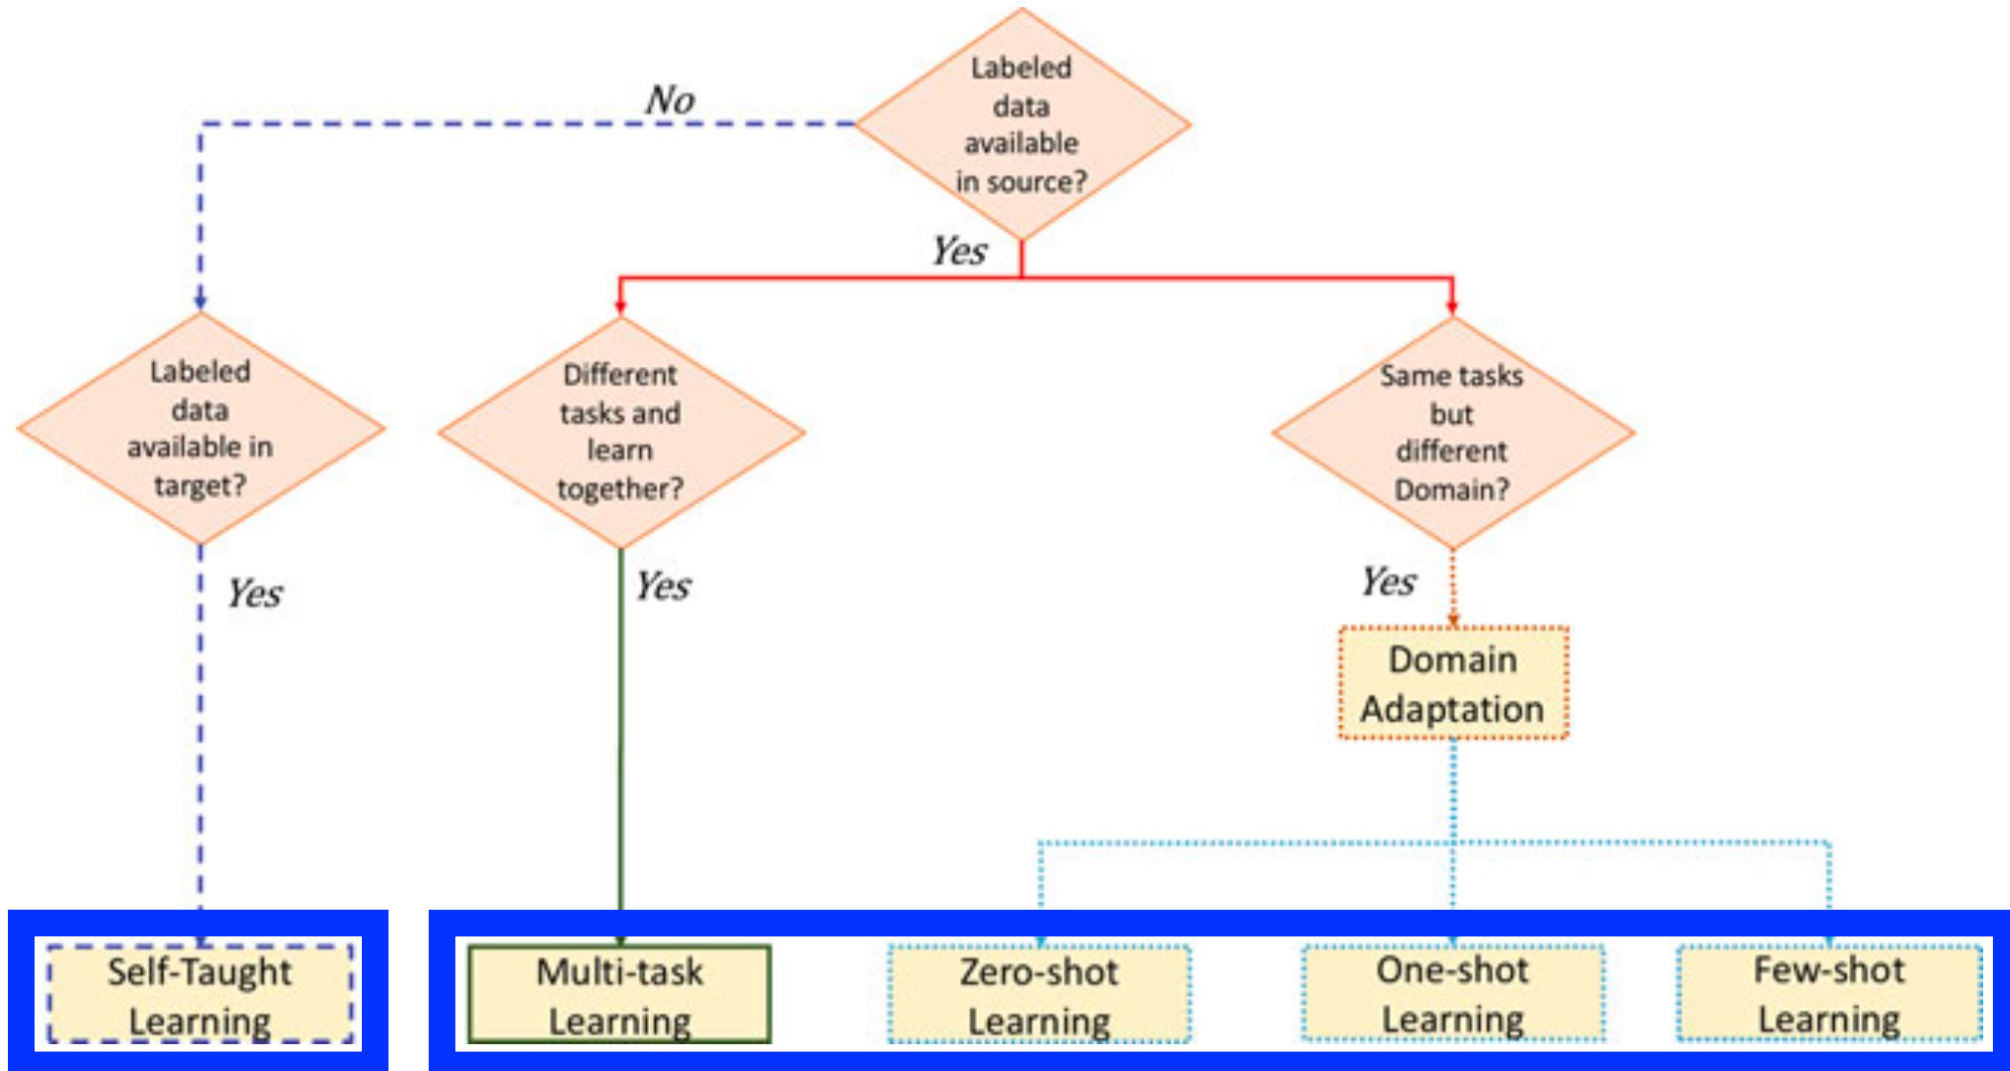 Labeled
data
available
in source?
No
Yes
Labeled
data
available in
target?
Different
tasks and
learn
together?
Same tasks
but
different
Domain?
Yes
Yes
Yes
Domain
Adaptation
Self-Taught
Learning
Multi-task
Learning
Zero-shot
Learning
One-shot
Learning
Few-shot
Learning